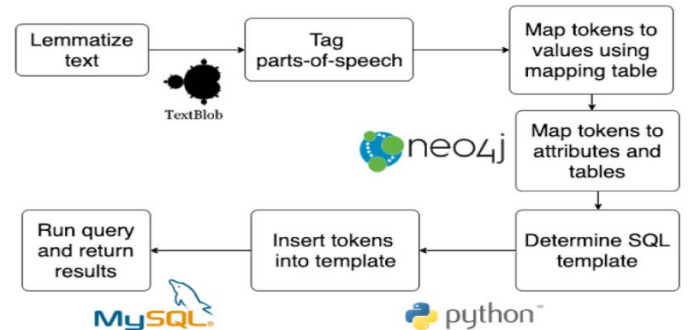 Lemmatize
text
Tag
parts-of-speech
Map tokens to
values using
mapping table
TextBlob
neo4j
Map tokens to
attributes and
tables
Run query
and return
results
Insert tokens
into template
Determine SQL
template
MySQL
python